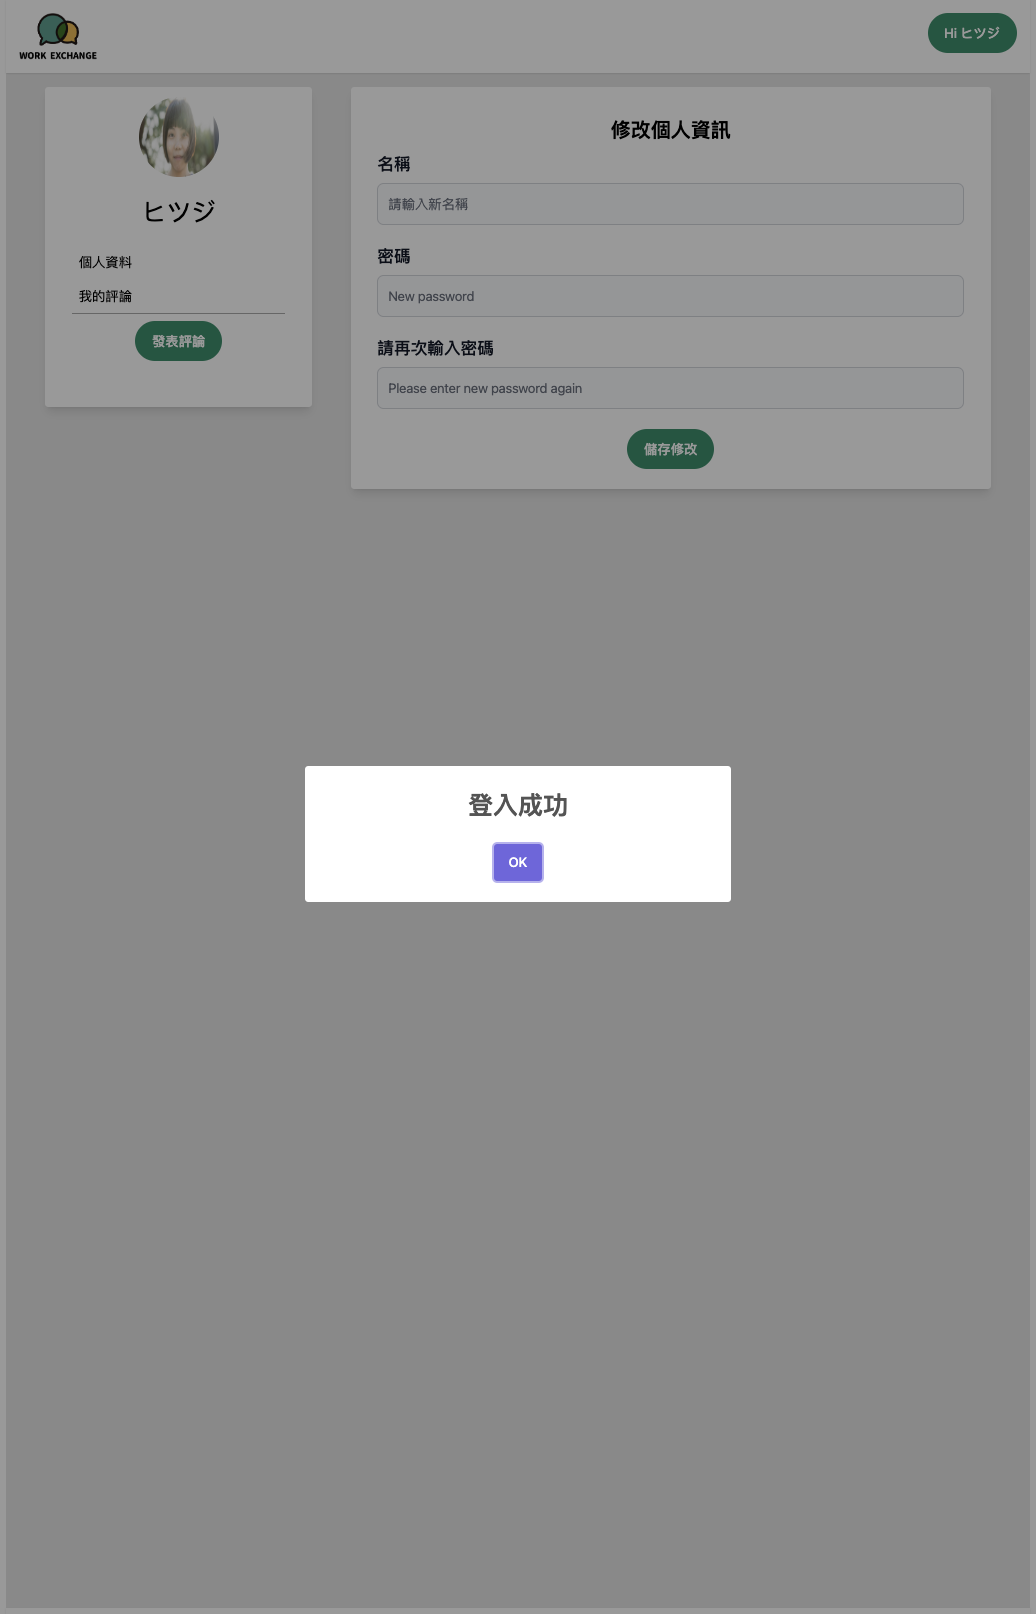 WORK EXCHANGE
Hi ヒツジ
ヒツジ
個人資料
我的評論
發表評論
修改個人資訊
名稱
請輸入新名稱
密碼
New password
請再次輸入密碼
Please enter new password again
儲存修改
登入成功
OK